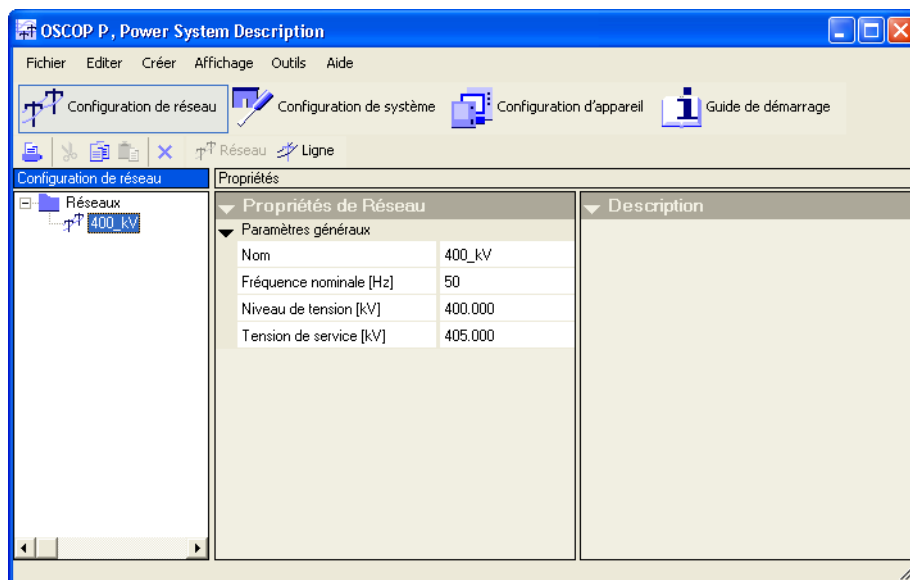 OSCOP P, Power System Description
Fichier Editer Créer Affichage Outils Aide
Configuration de réseau Configuration de système Configuration d'appareil Guide de démarrage
Réseau Ligne
Configuration de réseau Propriétés
Réseaux
400_kV
Propriétés de Réseau Description
Paramètres généraux
Nom 400_kV
Fréquence nominale [Hz] 50
Niveau de tension [kV] 400.000
Tension de service [kV] 405.000